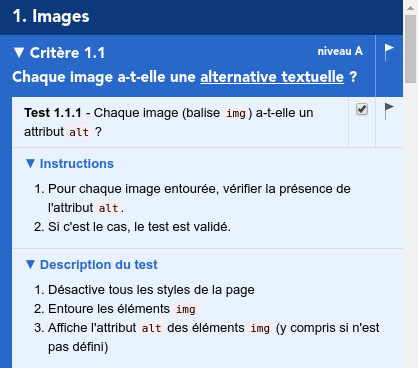 1. Images
▼ Critère 1.1
niveau A
Chaque image a-t-elle une alternative textuelle ?
Test 1.1.1 - Chaque image (balise img) a-t-elle un
attribut alt ?
▼ Instructions
1. Pour chaque image entourée, vérifier la présence de
l'attribut alt.
2. Si c'est le cas, le test est validé.
▼ Description du test
1. Désactive tous les styles de la page
2. Entoure les éléments img
3. Affiche l'attribut alt des éléments img (y compris si n'est
pas défini)